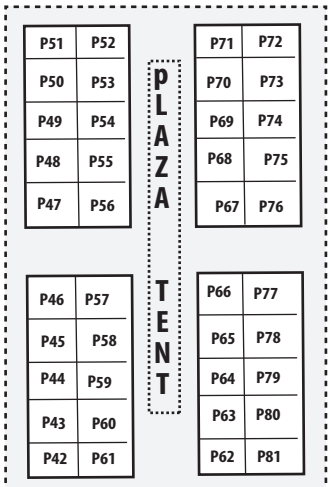 P51 P52
P50 P53
P49 P54
P48 P55
P47 P56
P46 P57
P45 P58
P44 P59
P43 P60
P42 P61
pLAZA TENT
P71 P72
P70 P73
P69 P74
P68 P75
P67 P76
P66 P77
P65 P78
P64 P79
P63 P80
P62 P81